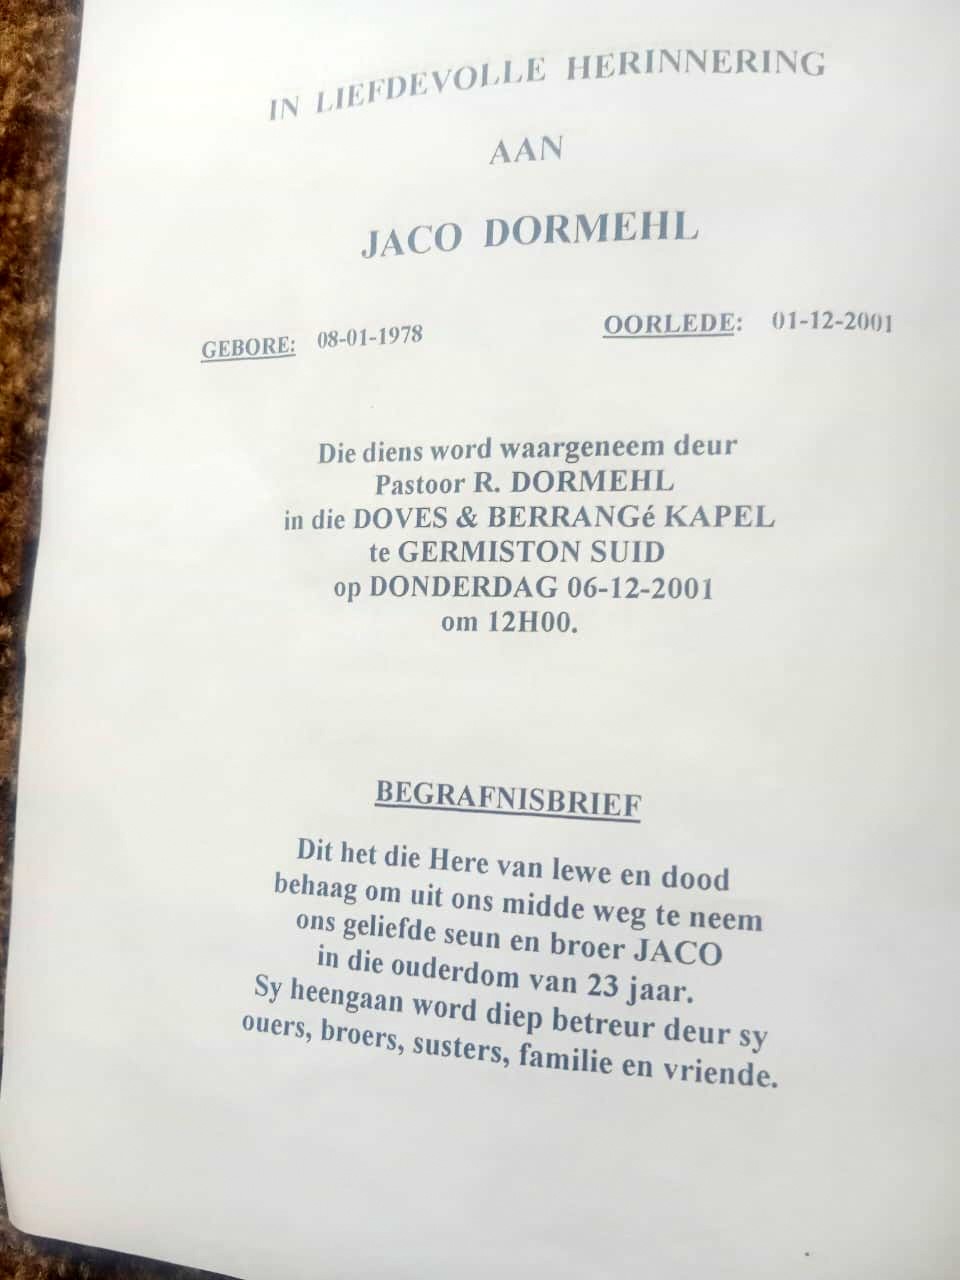 IN LIEFDEVOLLE HERINNERING
AAN
JACO DORMEHL
GEBORE: 08-01-1978 OORLEDE: 01-12-2001
Die diens word waargeneem deur
Pastoor R. DORMEHL
in die DOVES & BERRANGé KAPEL
te GERMISTON SUID
op DONDERDAG 06-12-2001
om 12H00.
BEGRAFNISBRIEF
Dit het die Here van lewe en dood
behaag om uit ons midde weg te neem
ons geliefde seun en broer JACO
in die ouderdom van 23 jaar.
Sy heengaan word diep betreur deur sy
ouers, broers, susters, familie en vriende.